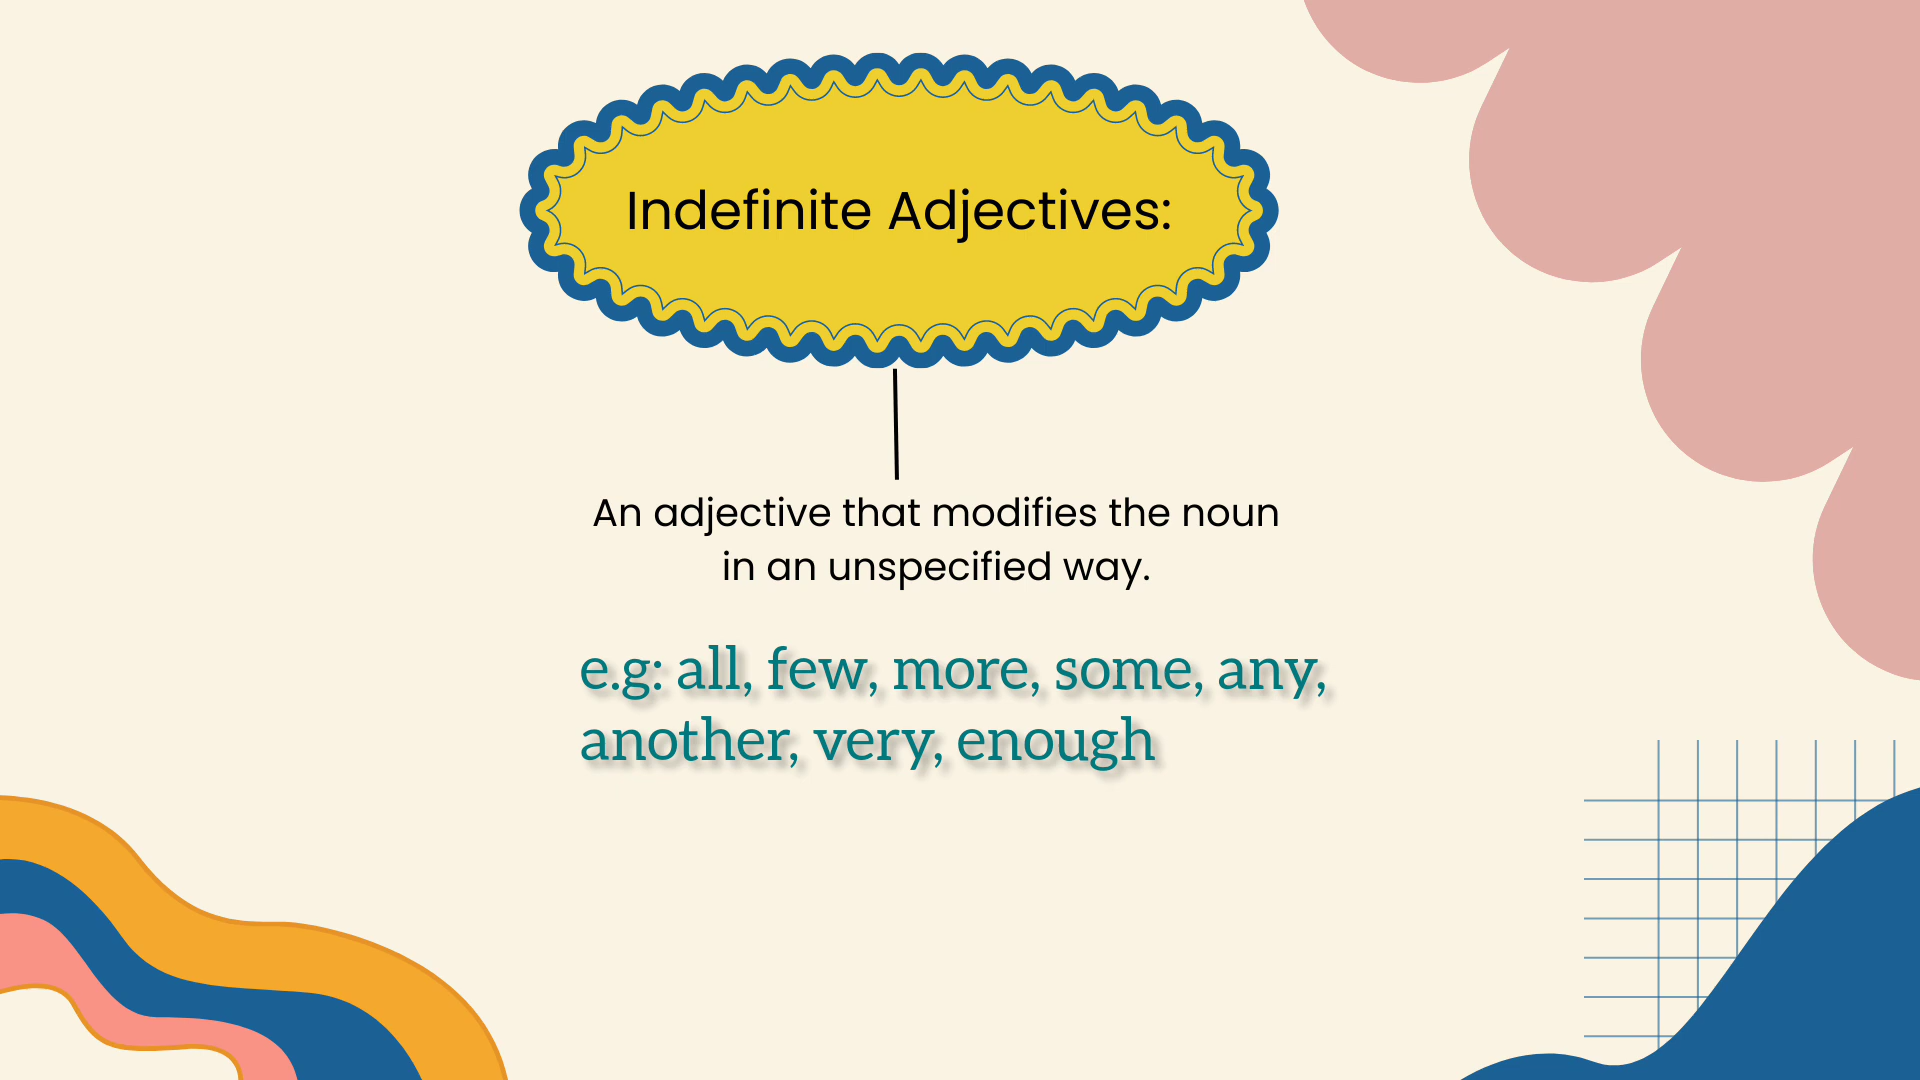 Indefinite Adjectives:
An adjective that modifies the noun
in an unspecified way.
e.g: all, few, more, some, any,
another, very, enough